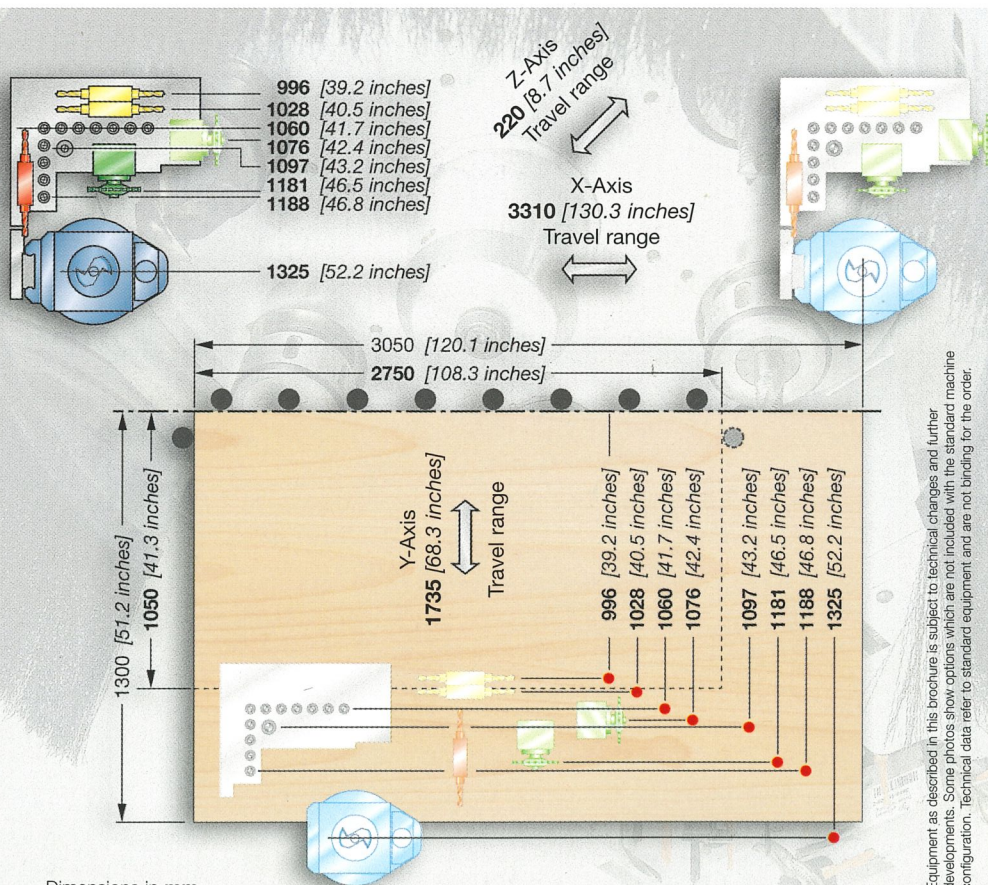 996 [39.2 inches]
1028 [40.5 inches]
1060 [41.7 inches]
1076 [42.4 inches]
1097 [43.2 inches]
1181 [46.5 inches]
1188 [46.8 inches]
1325 [52.2 inches]
Z-Axis
220 [8.7 inches]
Travel range
X-Axis
3310 [130.3 inches]
Travel range
3050 [120.1 inches]
2750 [108.3 inches]
1300 [51.2 inches]
1050 [41.3 inches]
Y-Axis
1735 [68.3 inches]
Travel range
996 [39.2 inches]
1028 [40.5 inches]
1060 [41.7 inches]
1076 [42.4 inches]
1097 [43.2 inches]
1181 [46.5 inches]
1188 [46.8 inches]
1325 [52.2 inches]
Equipment as described in this brochure is subject to technical changes and further
developments. Some photos show options which are not included with the standard machine
configuration. Technical data refer to standard equipment and are not binding for the order.
Dimensions in mm